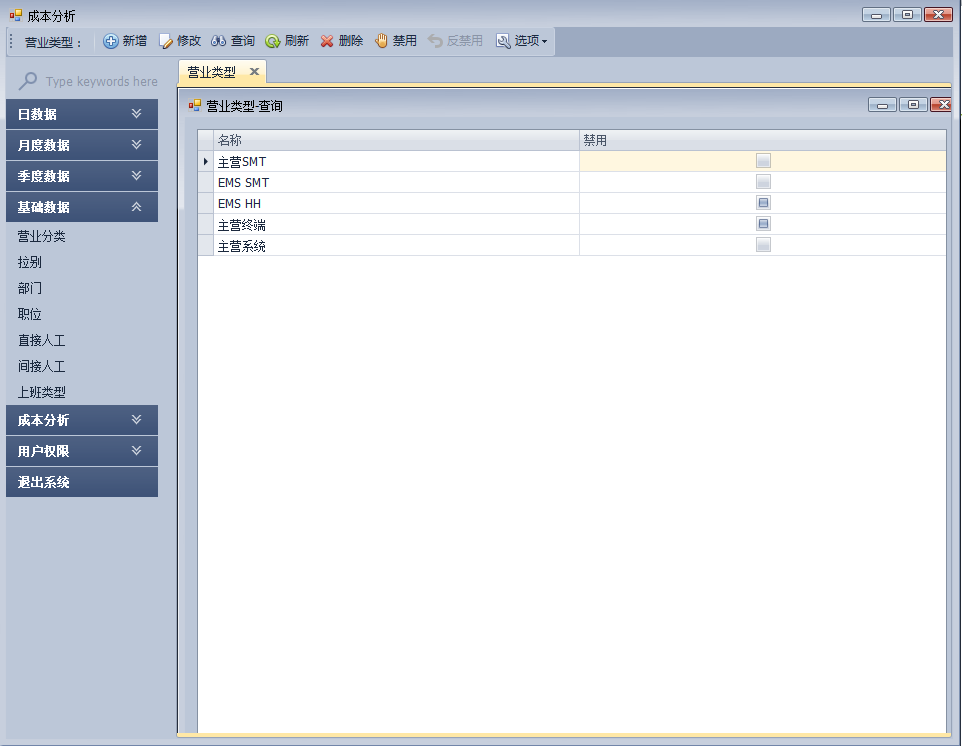 成本分析
营业类型： 新增 修改 查询 刷新 删除 禁用 反禁用 选项
Type keywords here
日数据
月度数据
季度数据
基础数据
营业分类
拉别
部门
职位
直接人工
间接人工
上班类型
成本分析
用户权限
退出系统
营业类型
营业类型-查询
名称 禁用
主营SMT
EMS SMT
EMS HH
主营终端
主营系统